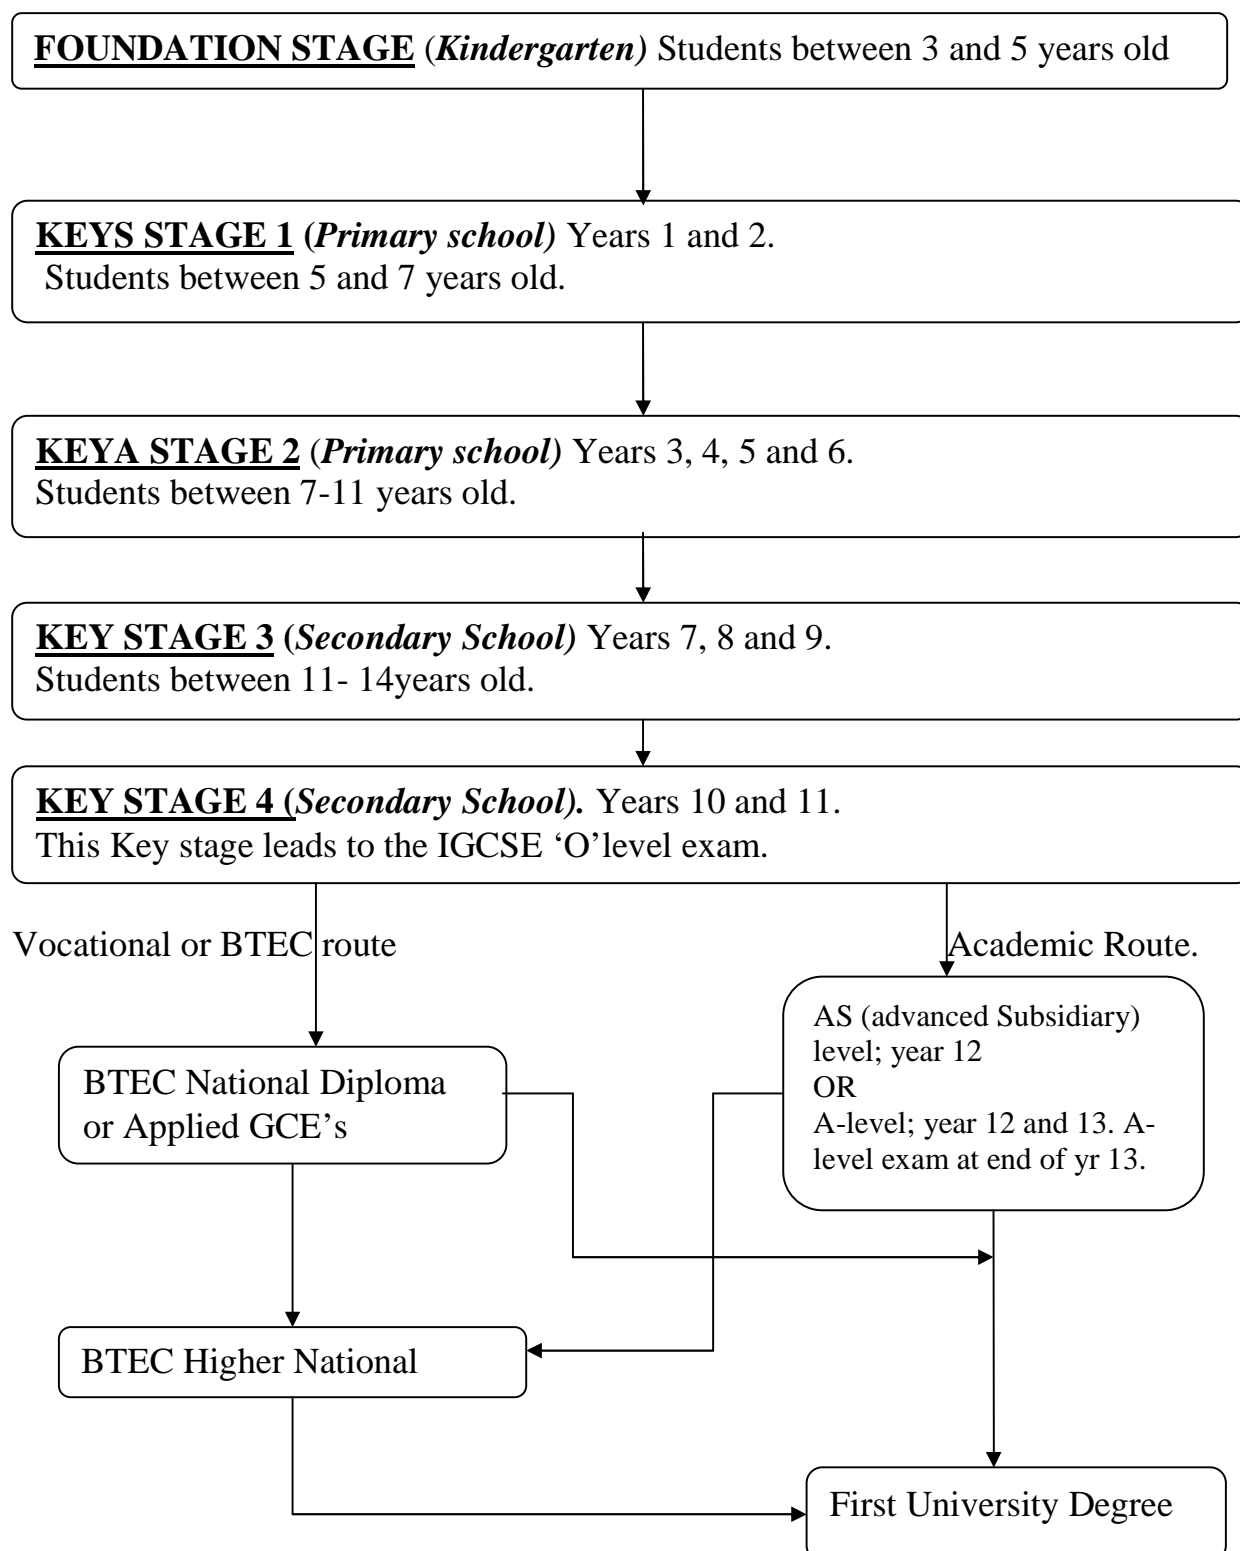 FOUNDATION STAGE (Kindergarten) Students between 3 and 5 years old
KEYS STAGE 1 (Primary school) Years 1 and 2.
Students between 5 and 7 years old.
KEYA STAGE 2 (Primary school) Years 3, 4, 5 and 6.
Students between 7-11 years old.
KEY STAGE 3 (Secondary School) Years 7, 8 and 9.
Students between 11- 14years old.
KEY STAGE 4 (Secondary School). Years 10 and 11.
This Key stage leads to the IGCSE ‘O’level exam.
Vocational or BTEC route
Academic Route.
AS (advanced Subsidiary)
level; year 12
OR
A-level; year 12 and 13. A-
level exam at end of yr 13.
BTEC National Diploma
or Applied GCE’s
BTEC Higher National
First University Degree